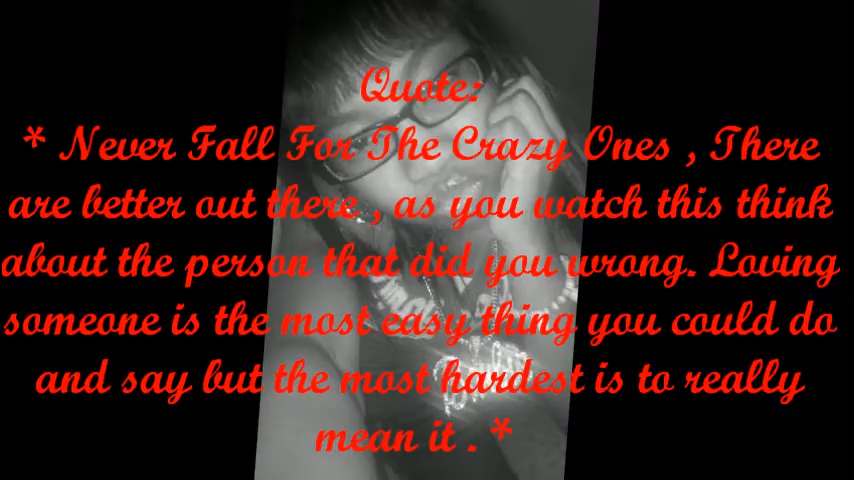 Quote:
* Never Fall For The Crazy Ones , There
are better out there , as you watch this think
about the person that did you wrong. Loving
someone is the most easy thing you could do
and say but the most hardest is to really
mean it . *